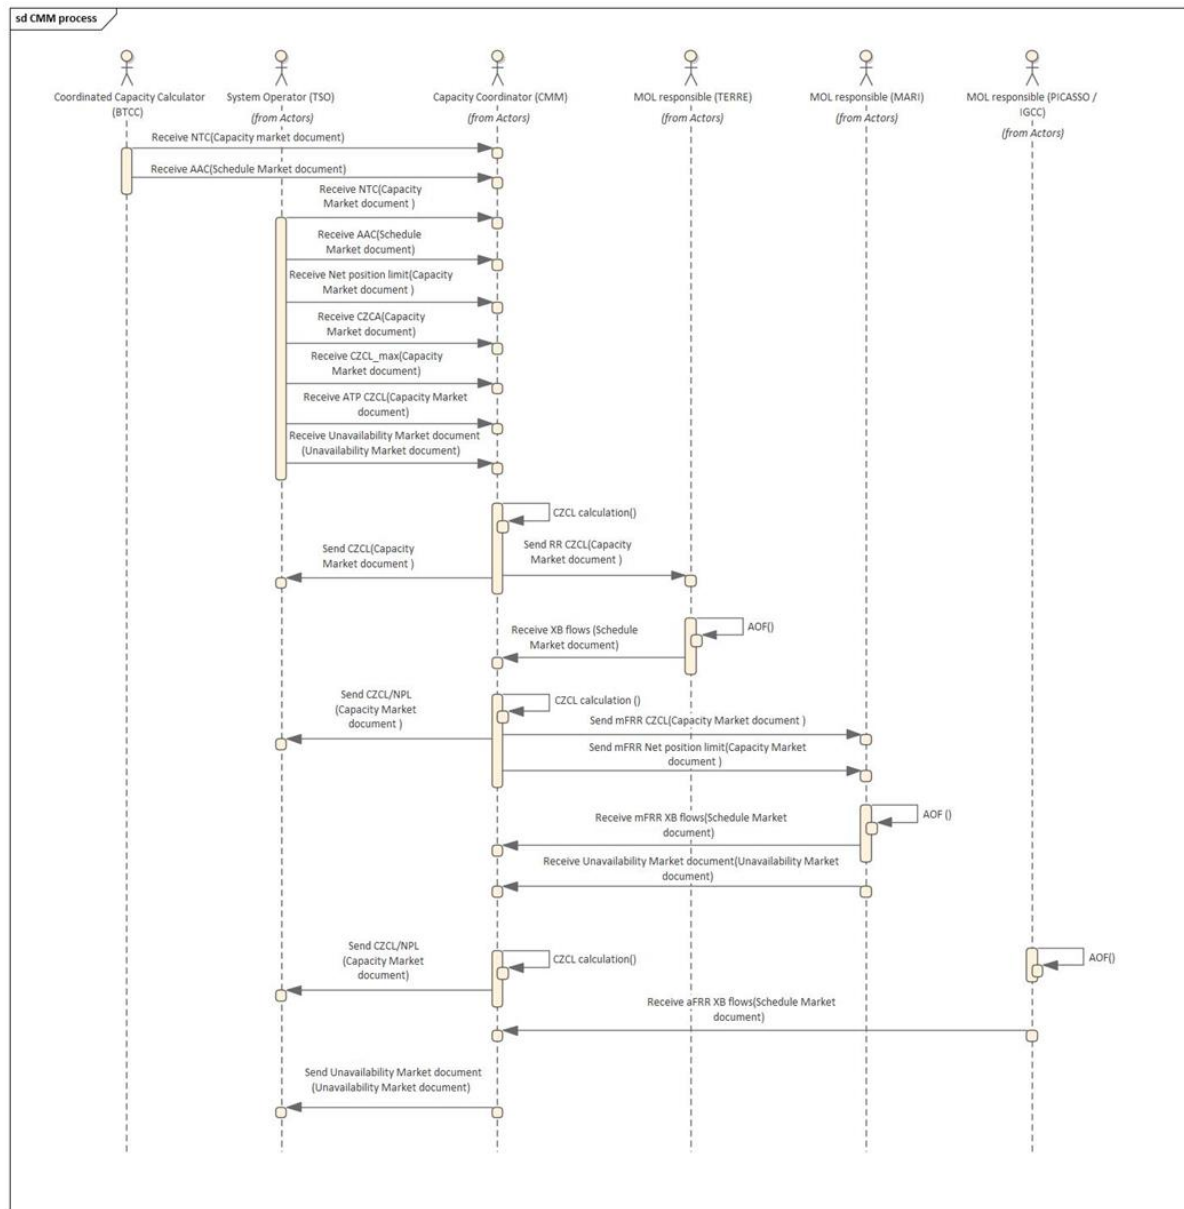 sd CMM process
Coordinated Capacity Calculator
(BTCC)
System Operator (TSO)
(from Actors)
Capacity Coordinator (CMM)
(from Actors)
MOL responsible (TERRE)
(from Actors)
MOL responsible (MARI)
(from Actors)
MOL responsible (PICASSO /
IGCC)
(from Actors)
Receive NTC(Capacity market document)
Receive AAC(Schedule Market document)
Receive NTC(Capacity
Market document )
Receive AAC(Schedule
Market document)
Receive Net position limit(Capacity
Market document )
Receive CZCA(Capacity
Market document)
Receive CZCL_max(Capacity
Market document)
Receive ATP CZCL(Capacity Market
document)
Receive Unavailability Market document
(Unavailability Market document)
CZCL calculation()
Send CZCL(Capacity
Market document )
Send RR CZCL(Capacity
Market document )
AOF()
Receive XB flows (Schedule
Market document)
CZCL calculation ()
Send CZCL/NPL
(Capacity Market
document )
Send mFRR CZCL(Capacity Market document )
Send mFRR Net position limit(Capacity Market
document )
AOF ()
Receive mFRR XB flows(Schedule Market
document)
Receive Unavailability Market document(Unavailability Market
document)
Send CZCL/NPL
(Capacity Market
document)
CZCL calculation()
AOF()
Receive aFRR XB flows(Schedule Market
document)
Send Unavailability Market document
(Unavailability Market document)